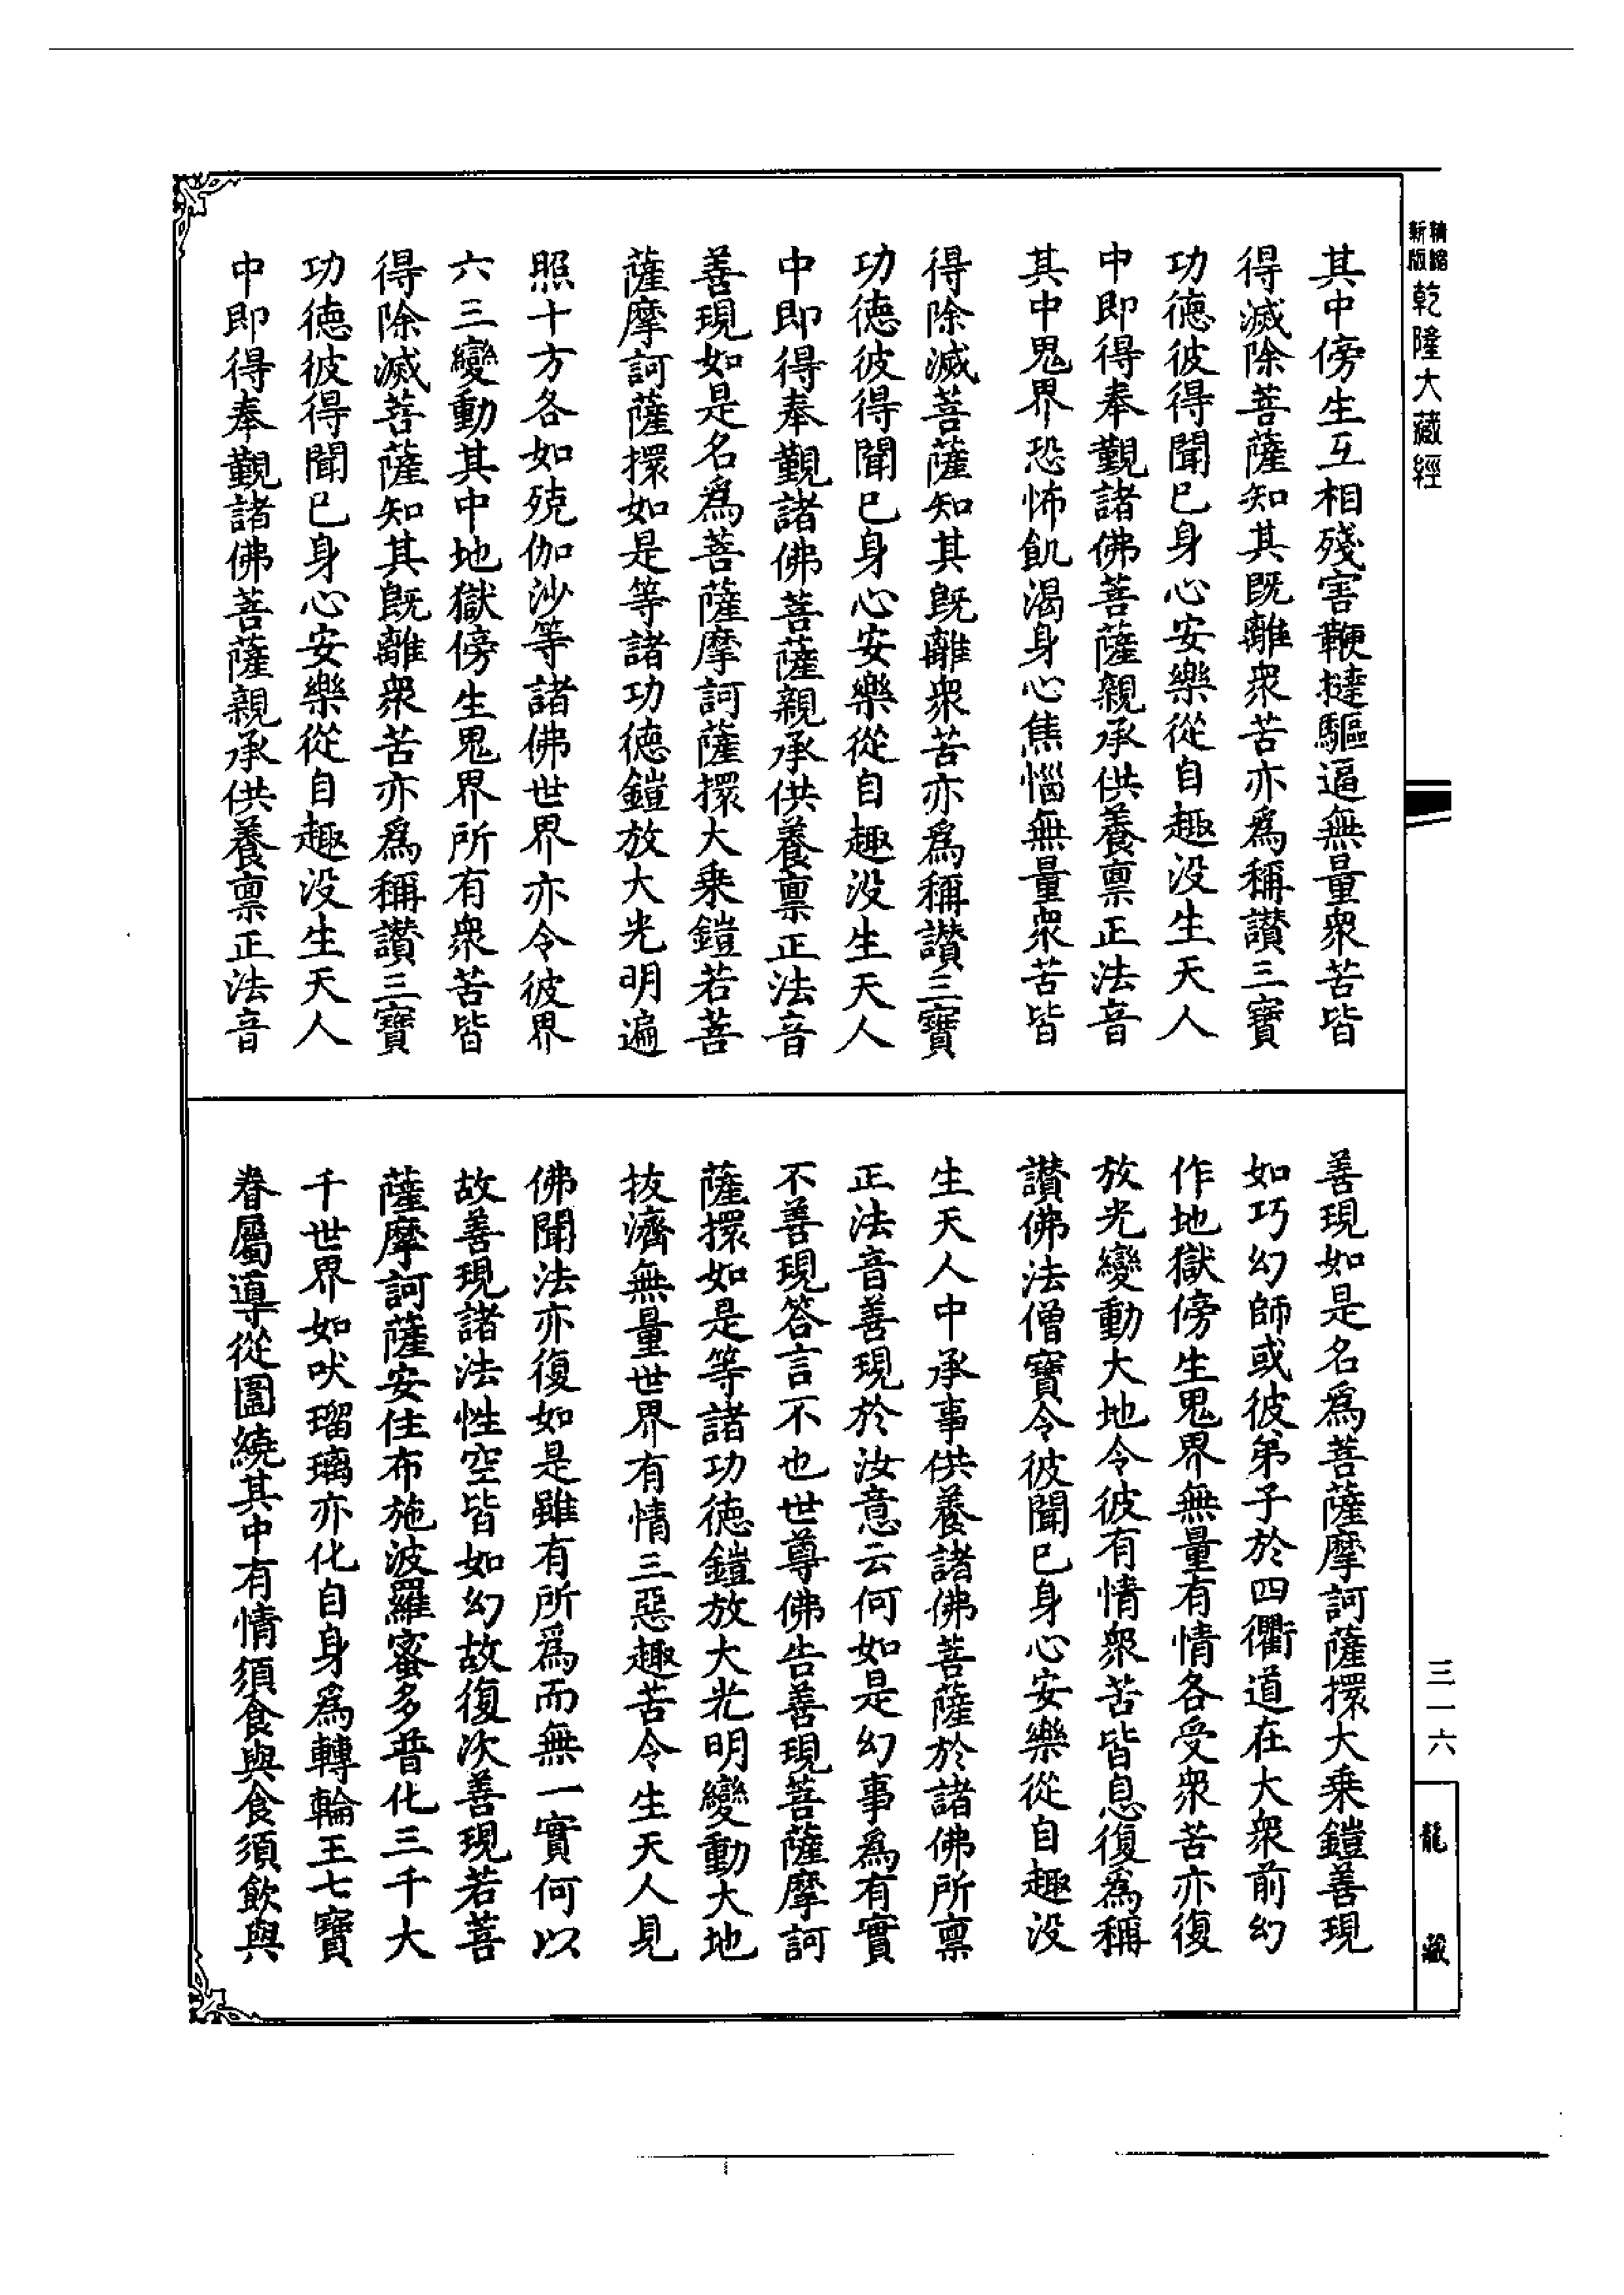 精縮新版乾隆大藏經
其中傍生互相殘害鞭撻驅逼無量衆苦皆
得滅除菩薩知其既離衆苦亦爲稱讃三寶
功德彼得聞已身心安樂從自趣没生天人
中即得奉觀諸佛菩薩親承供養禀正法音
其中鬼界恐怖飢渴身心焦惱無量衆苦皆
得除滅菩薩知其既離衆苦亦爲稱讃三寶
功德彼得聞已身心安樂從自趣没生天人
中即得奉覲諸佛菩薩親承供養禀正法音
善現如是名爲菩薩摩訶薩擐大乘鎧若菩
薩摩訶薩擐如是等諸功德鎧放大光明遍
照十方各如殑伽沙等諸佛世界亦令彼界
六三變動其中地獄傍生鬼界所有衆苦皆
得除滅菩薩知其既離衆苦亦爲稱讃三寶
功德彼得聞已身心安樂從自趣没生天人
中即得奉覲諸佛菩薩親承供養禀正法音
善現如是名爲菩薩摩訶薩擐大乘鎧善現
如巧幻師或彼弟子於四衢道在大衆前幻
作地獄傍生鬼界無量有情各受衆苦亦復
放光變動大地令彼有情衆苦皆息復爲稱
讃佛法僧寶令彼聞已身心安樂從自趣没
生天人中承事供養諸佛菩薩於諸佛所禀
正法音善現於汝意云何如是幻事爲有實
不善現答言不也世尊佛告善現菩薩摩訶
薩擐如是等諸功德鎧放大光明變動大地
拔濟無量世界有情三惡趣苦令生天人見
佛聞法亦復如是雖有所爲而無一實何以
故善現諸法性空皆如幻故復次善現若菩
薩摩訶薩安住布施波羅蜜多普化三千大
千世界如吠瑠璃亦化自身爲轉輪王七寶
眷屬導從圍繞其中有情須食與食須飲與
三一六
龍藏